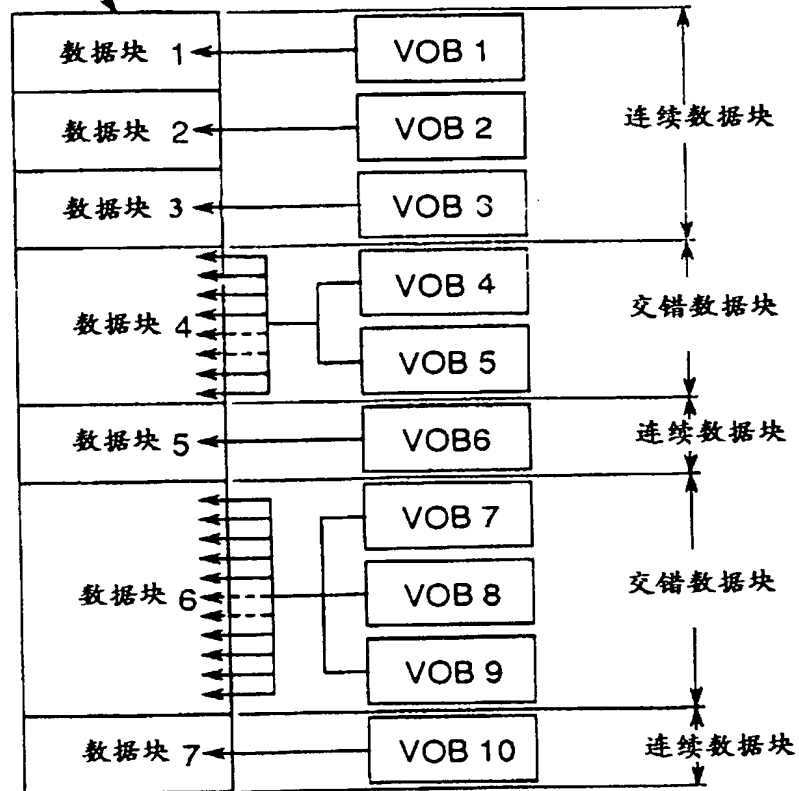 数据块 1
VOB 1
数据块 2
VOB 2
连续数据块
数据块 3
VOB 3
数据块 4
VOB 4
VOB 5
交错数据块
数据块 5
VOB6
连续数据块
数据块 6
VOB 7
VOB 8
VOB 9
交错数据块
数据块 7
VOB 10
连续数据块